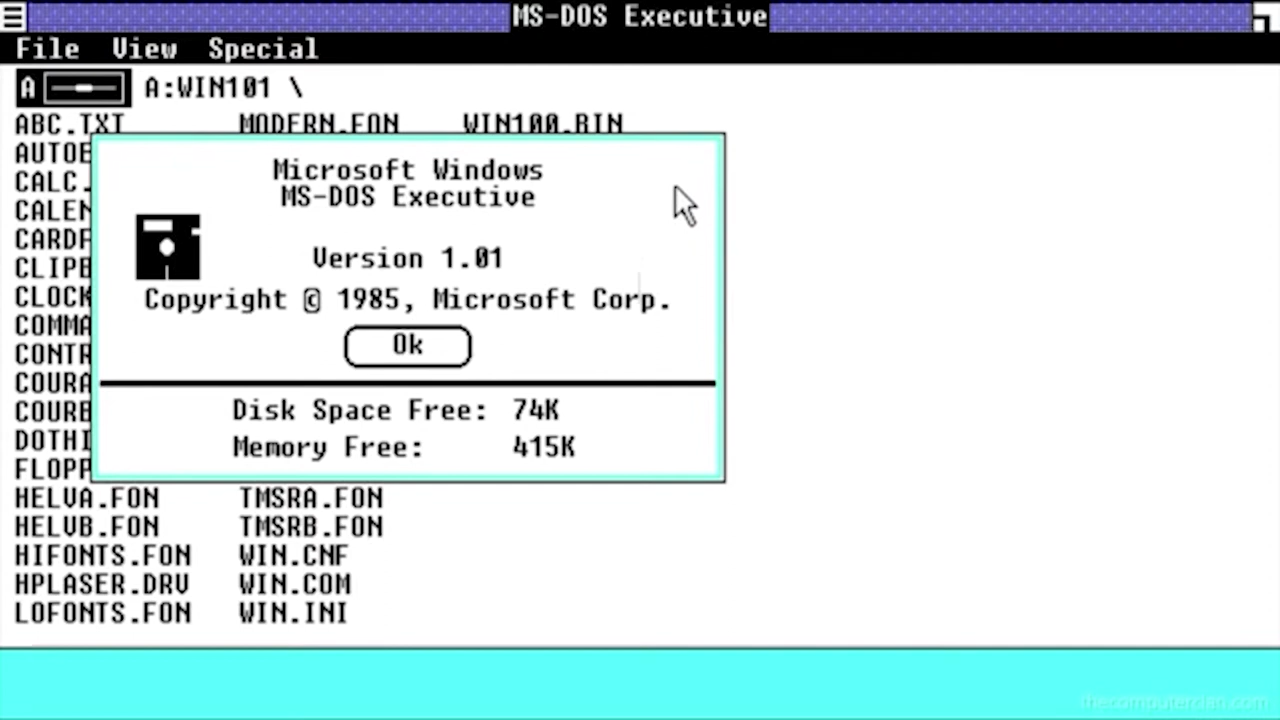 MS-DOS Executive
File View Special
A A:WIN101 \
ABC.TXT MODERN.FON WIN100.BIN
AUTOE
CALC.
CALEN
CARDF
CLIPB
CLOCK
COMMA
CONTR
COURA
COURB
DOTHI
FLOPP
HELVA.FON TMSRA.FON
HELVB.FON TMSRB.FON
HIFONTS.FON WIN.CNF
HPLASER.DRV WIN.COM
LOFONTS.FON WIN.INI
Microsoft Windows
MS-DOS Executive
Version 1.01
Copyright © 1985, Microsoft Corp.
Ok
Disk Space Free: 74K
Memory Free: 415K
thecomputerclan.com